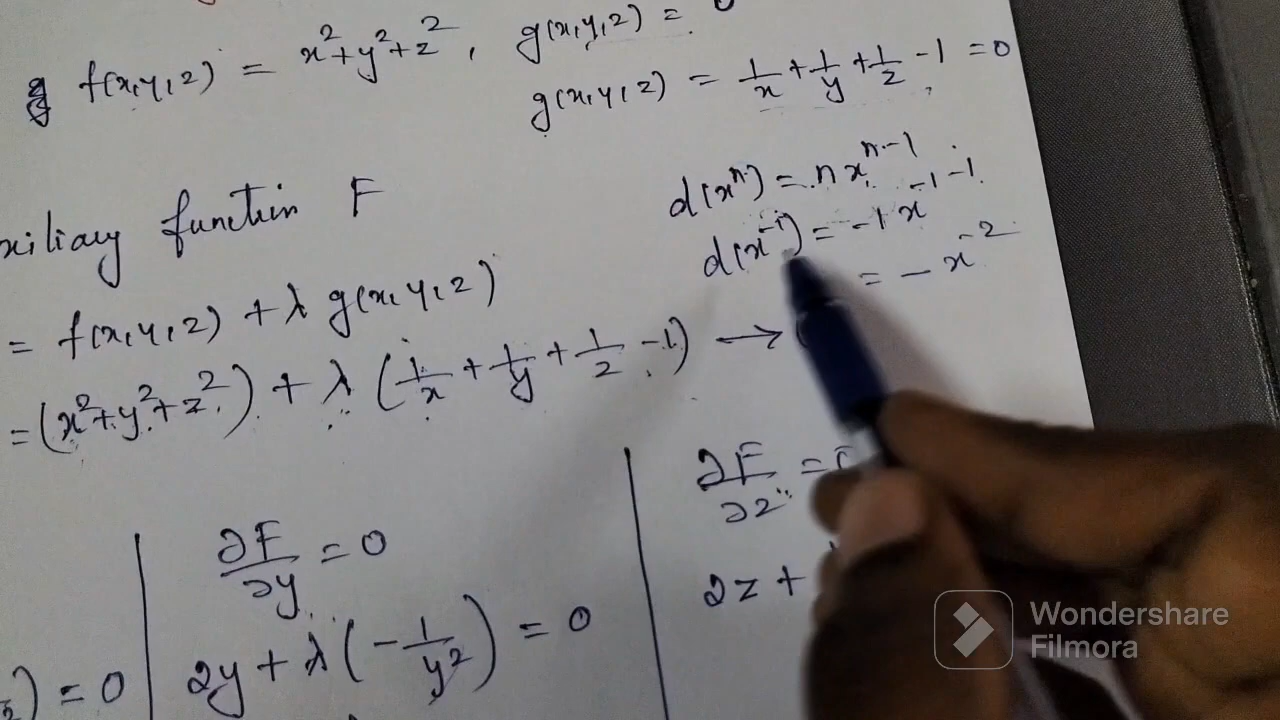 f(x,y,z) = x²+y²+z², g(x,y,z) = 0
g(x,y,z) = 1/x + 1/y + 1/z - 1 = 0
xiliary function F
d(xⁿ) = n xⁿ⁻¹
d(x⁻¹) = -1 x⁻¹⁻¹
= - x⁻²
= f(x,y,z) + λ g(x,y,z)
= (x²+y²+z²) + λ (1/x + 1/y + 1/z - 1) →
∂F/∂y = 0
∂F/∂z =
2y + λ(- 1/y²) = 0
2z +
) = 0
Wondershare
Filmora